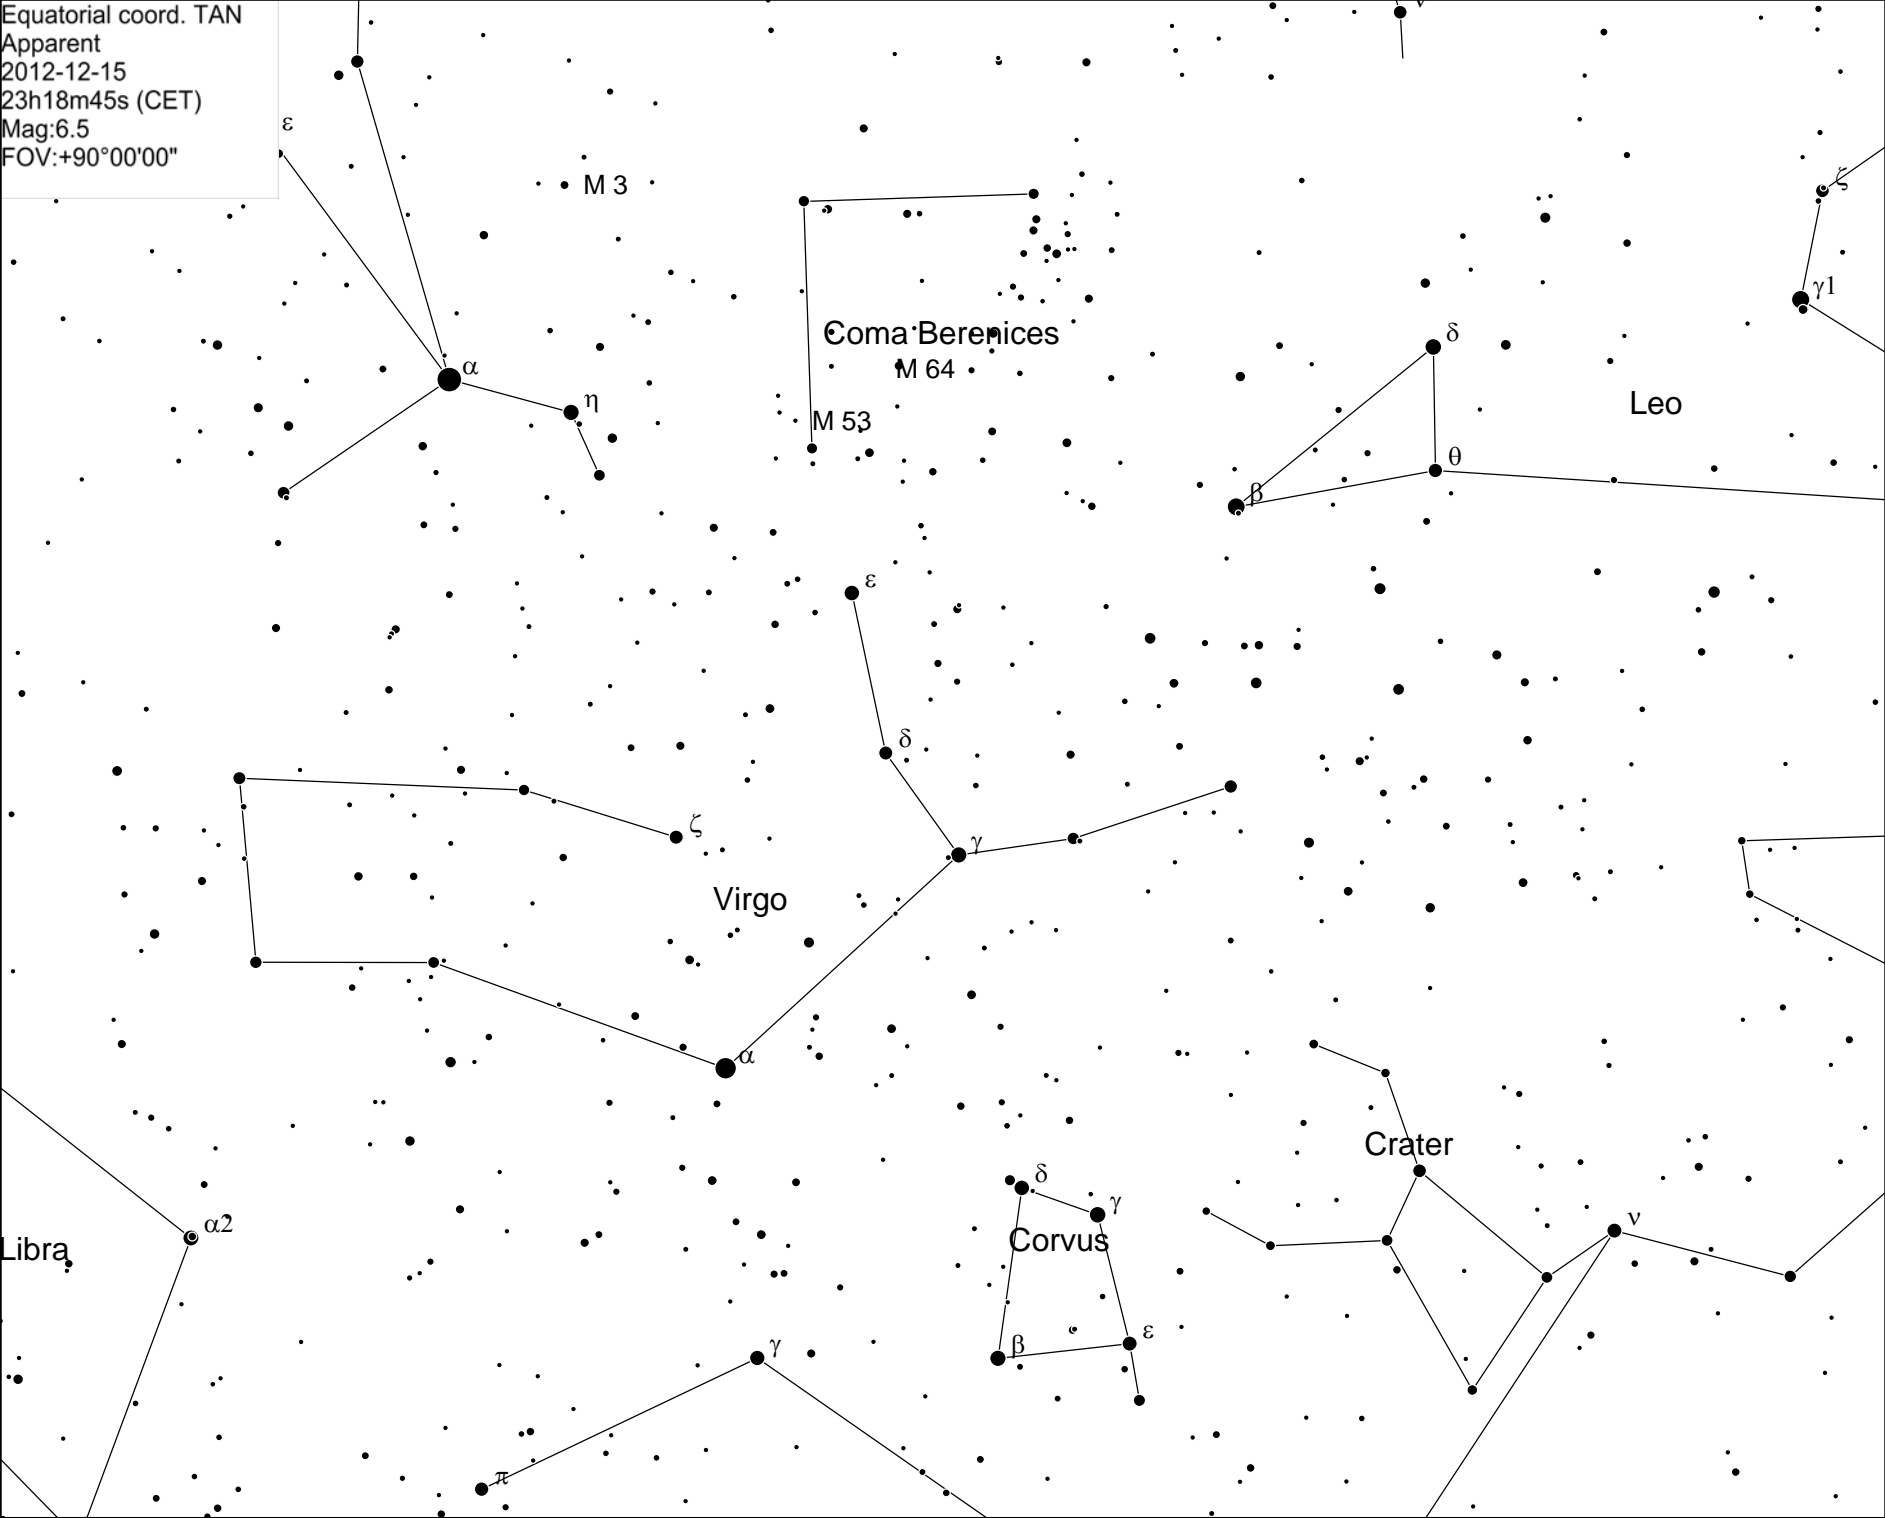 Equatorial coord. TAN
Apparent
2012-12-15
23h18m45s (CET)
Mag:6.5
FOV:+90°00'00"
ε
M 3
ζ
γ1
Coma Berenices
δ
M 64
α
η
Leo
M 53
θ
β
ε
δ
ζ
γ
Virgo
α
Crater
δ
γ
α2
ν
Corvus
Libra
ε
β
γ
π